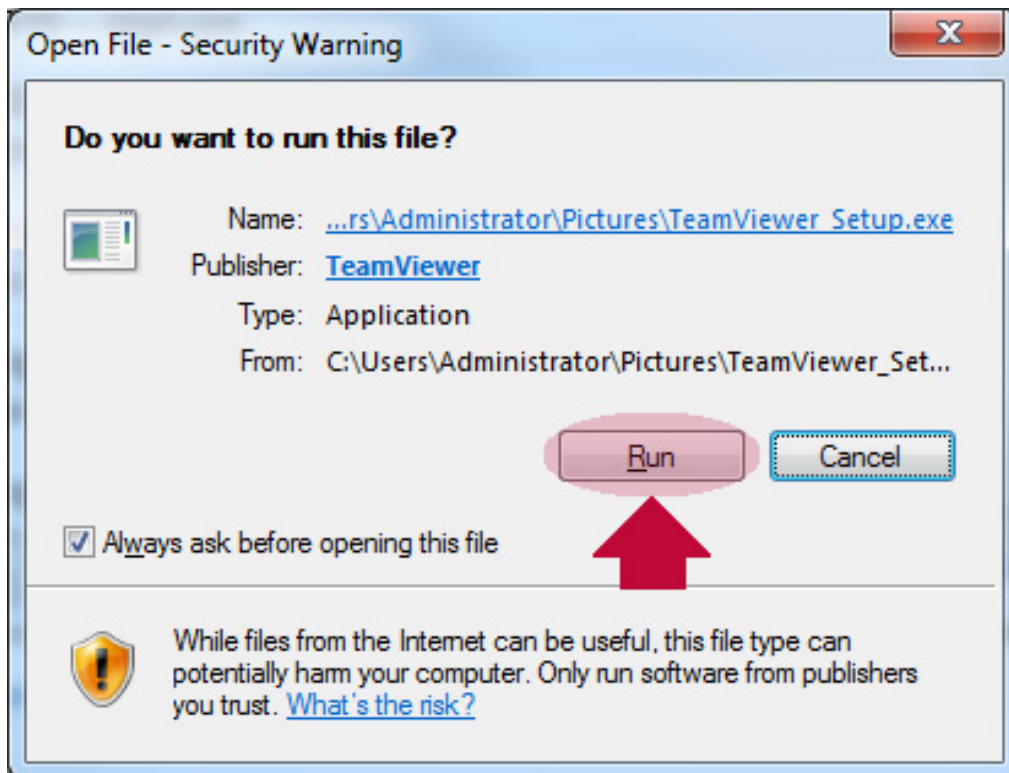 Open File - Security Warning
Do you want to run this file?
Name: ...rs\Administrator\Pictures\TeamViewer_Setup.exe
Publisher: TeamViewer
Type: Application
From: C:\Users\Administrator\Pictures\TeamViewer_Set...
Run Cancel
Always ask before opening this file
While files from the Internet can be useful, this file type can
potentially harm your computer. Only run software from publishers
you trust. What's the risk?